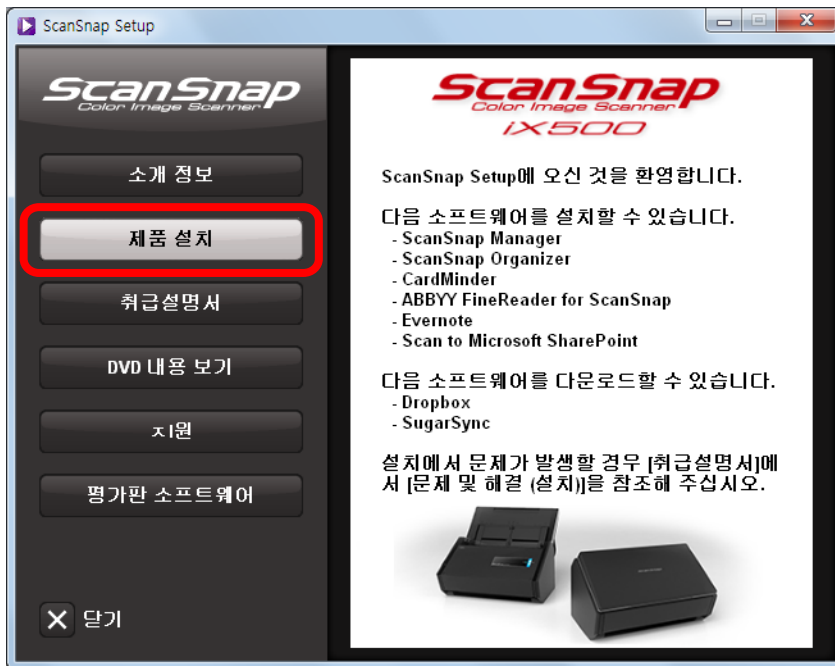 ScanSnap Setup
ScanSnap
Color Image Scanner
소개 정보
제품 설치
취급설명서
DVD 내용 보기
지원
평가판 소프트웨어
닫기
ScanSnap
Color Image Scanner
iX500
ScanSnap Setup에 오신 것을 환영합니다.
다음 소프트웨어를 설치할 수 있습니다.
- ScanSnap Manager
- ScanSnap Organizer
- CardMinder
- ABBYY FineReader for ScanSnap
- Evernote
- Scan to Microsoft SharePoint
다음 소프트웨어를 다운로드할 수 있습니다.
- Dropbox
- SugarSync
설치에서 문제가 발생할 경우 [취급설명서]에
서 [문제 및 해결 (설치)]을 참조해 주십시오.